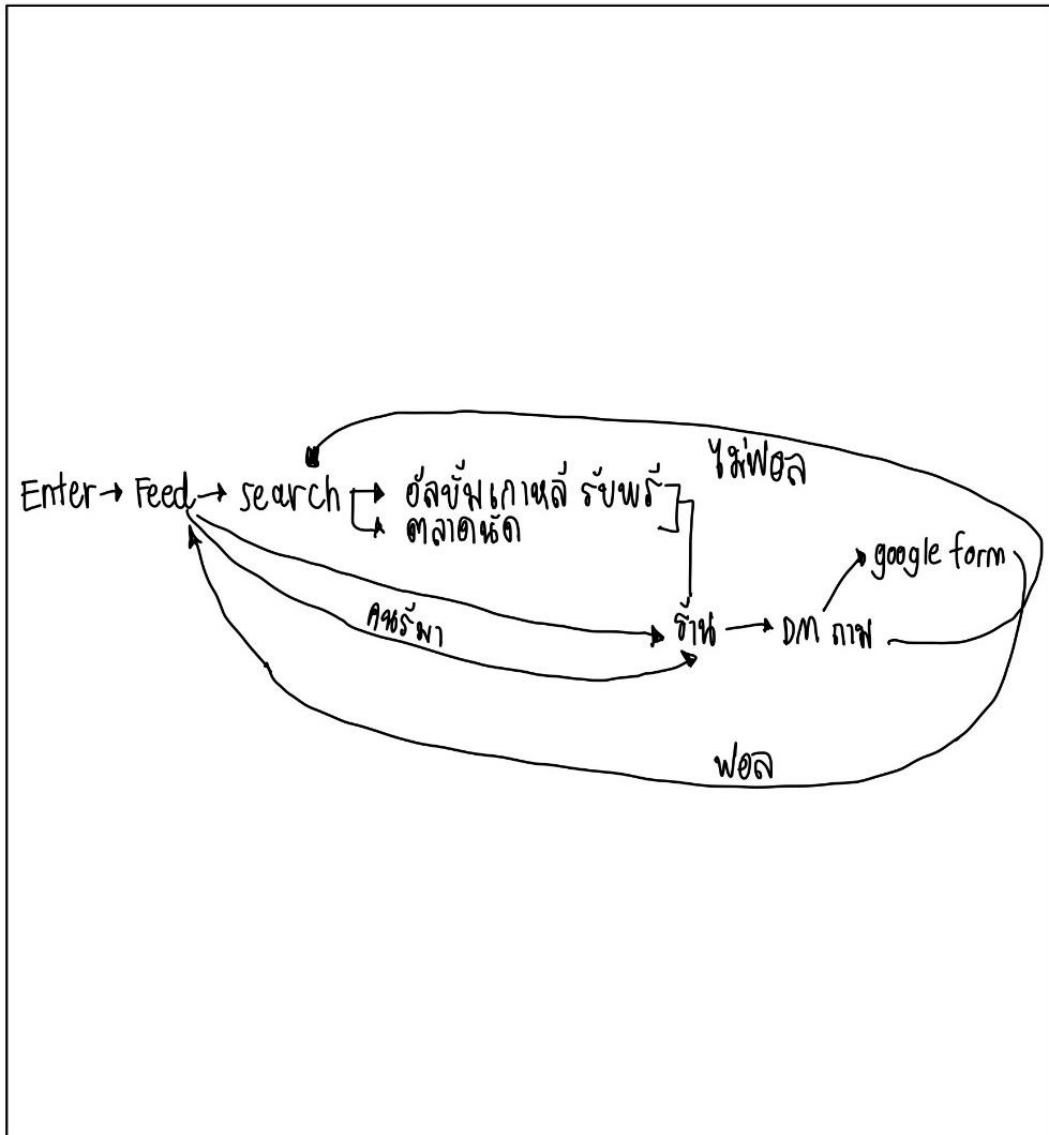 ไม่ฟอล
Enter → Feed → search → อัลบั้มเกาหลี รับพรี
→ ตลาดนัด
→ google form
คนรีมา
ร้าน → DM ถาม
ฟอล